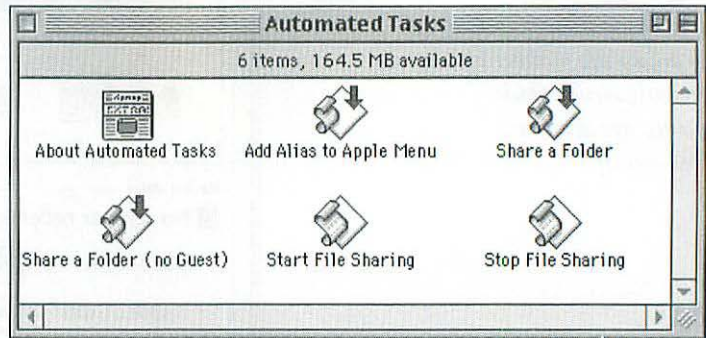 Automated Tasks
6 items, 164.5 MB available
EXTRA!
About Automated Tasks
Add Alias to Apple Menu
Share a Folder
Share a Folder (no Guest)
Start File Sharing
Stop File Sharing